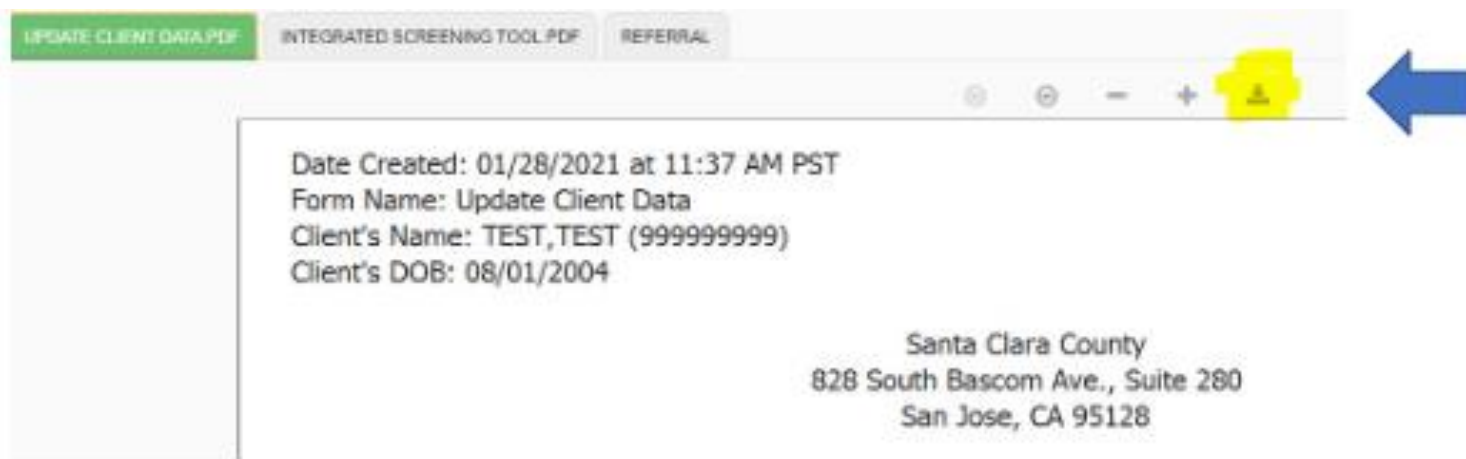 UPDATE CLIENT DATA.PDF INTEGRATED SCREENING TOOL.PDF REFERRAL
Date Created: 01/28/2021 at 11:37 AM PST
Form Name: Update Client Data
Client's Name: TEST,TEST (999999999)
Client's DOB: 08/01/2004
Santa Clara County
828 South Bascom Ave., Suite 280
San Jose, CA 95128